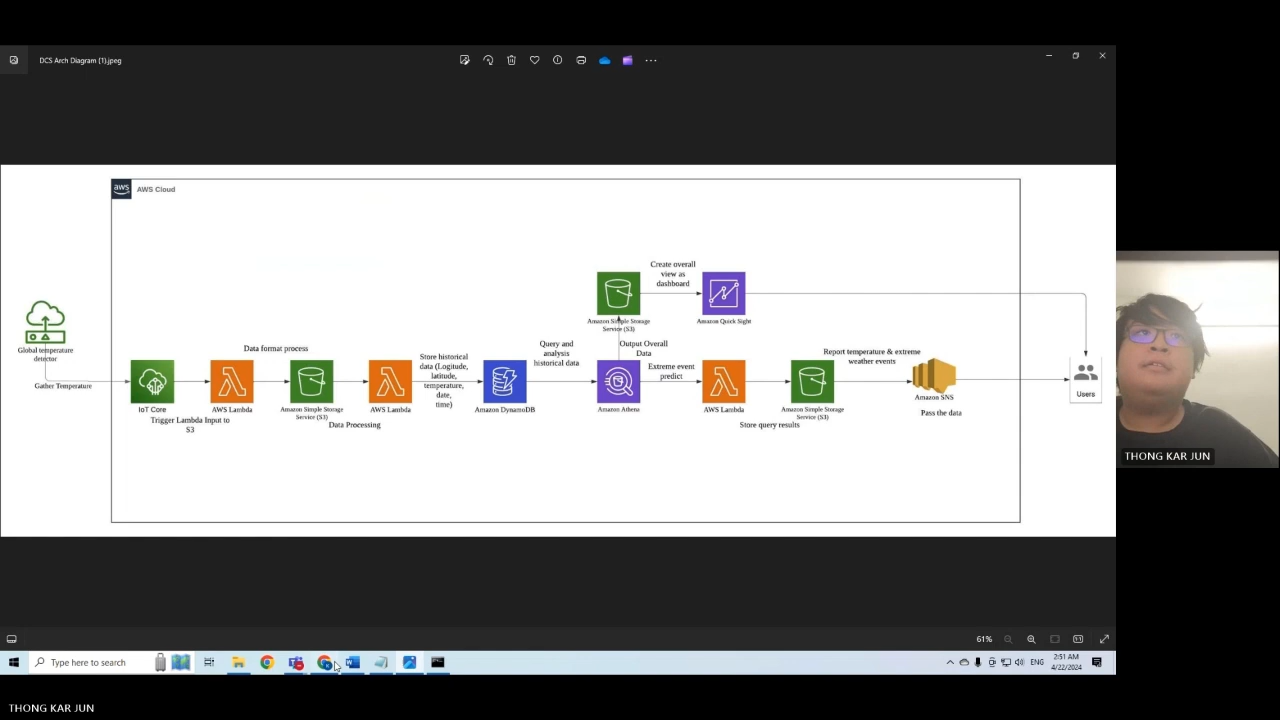 DCS Arch Diagram (1).jpeg
aws
AWS Cloud
Create overall
view as
dashboard
Amazon Simple Storage
Service (S3)
Amazon Quick Sight
Global temperature
detector
Gather Temperature
Data format process
Store historical
data (Logitude,
latitude,
temperature,
date,
time)
Query and
analysis
historical data
Output Overall
Data
Extreme event
predict
Report temperature & extreme
weather events
IoT Core
AWS Lambda
Amazon Simple Storage
Service (S3)
AWS Lambda
Amazon DynamoDB
Amazon Athena
AWS Lambda
Amazon Simple Storage
Service (S3)
Amazon SNS
Users
Trigger Lambda Input to
S3
Data Processing
Store query results
Pass the data
THONG KAR JUN
61%
Type here to search
ENG
2:51 AM
4/22/2024
THONG KAR JUN